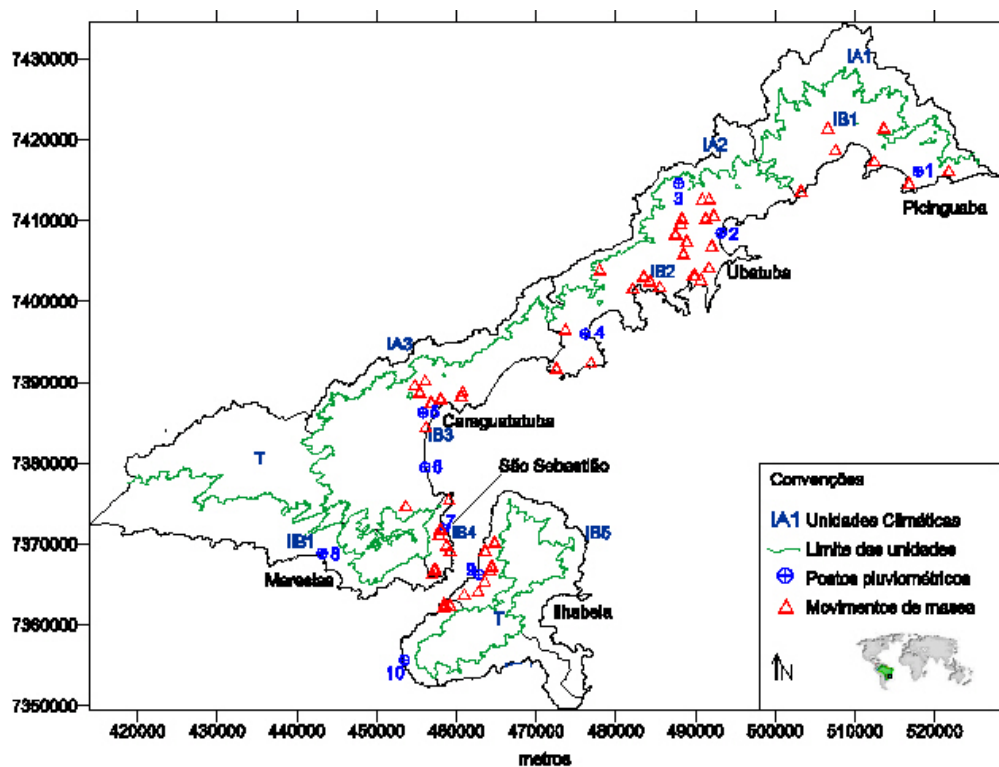 7430000
7420000
7410000
7400000
7390000
7380000
7370000
7360000
7350000
IA1
IB1
IA2
1
3
Picinguaba
2
IB2
Ubatuba
4
IA3
5
Caraguatatuba
IB3
T
6
São Sebastião
7
IB4
IB5
IIB1
8
Maresias
9
Ilhabela
T
10
Convenções
IA1 Unidades Climáticas
Limite das unidades
Postos pluviométricos
Movimentos de massa
N
420000 430000 440000 450000 460000 470000 480000 490000 500000 510000 520000
metros